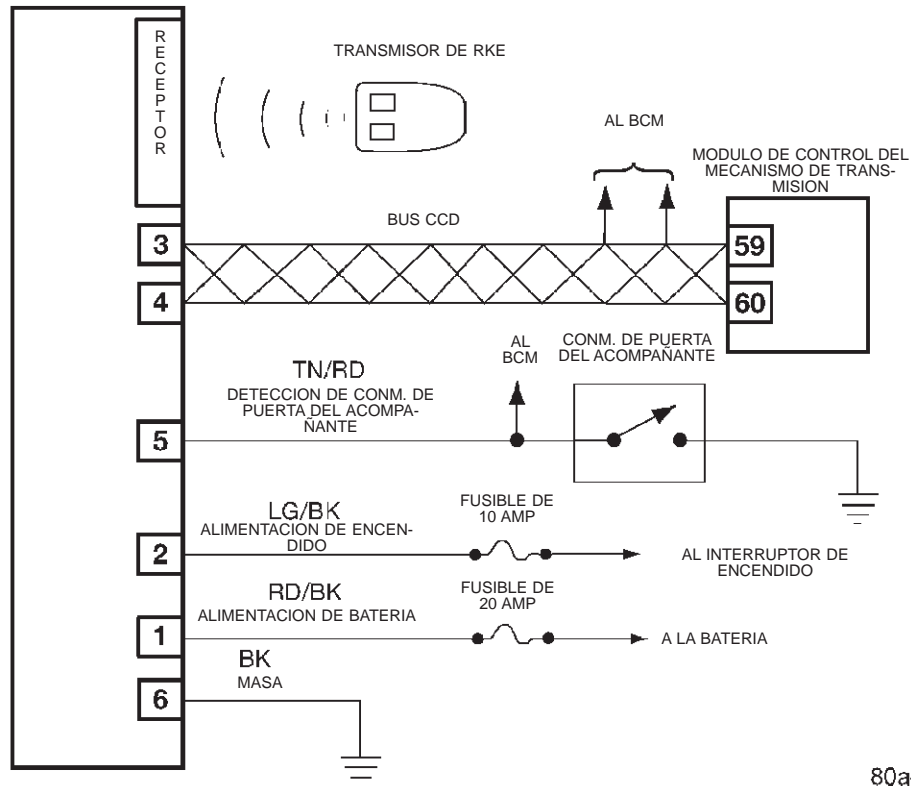 RECEPTOR
TRANSMISOR DE RKE
AL BCM
MODULO DE CONTROL DEL
MECANISMO DE TRANS-
MISION
BUS CCD
3
59
4
60
TN/RD
DETECCION DE CONM. DE
PUERTA DEL ACOMPA-
ÑANTE
AL
BCM
CONM. DE PUERTA
DEL ACOMPAÑANTE
5
LG/BK
ALIMENTACION DE ENCEN-
DIDO
FUSIBLE DE
10 AMP
2
AL INTERRUPTOR DE
ENCENDIDO
RD/BK
ALIMENTACION DE BATERIA
FUSIBLE DE
20 AMP
1
A LA BATERIA
BK
MASA
6
80a